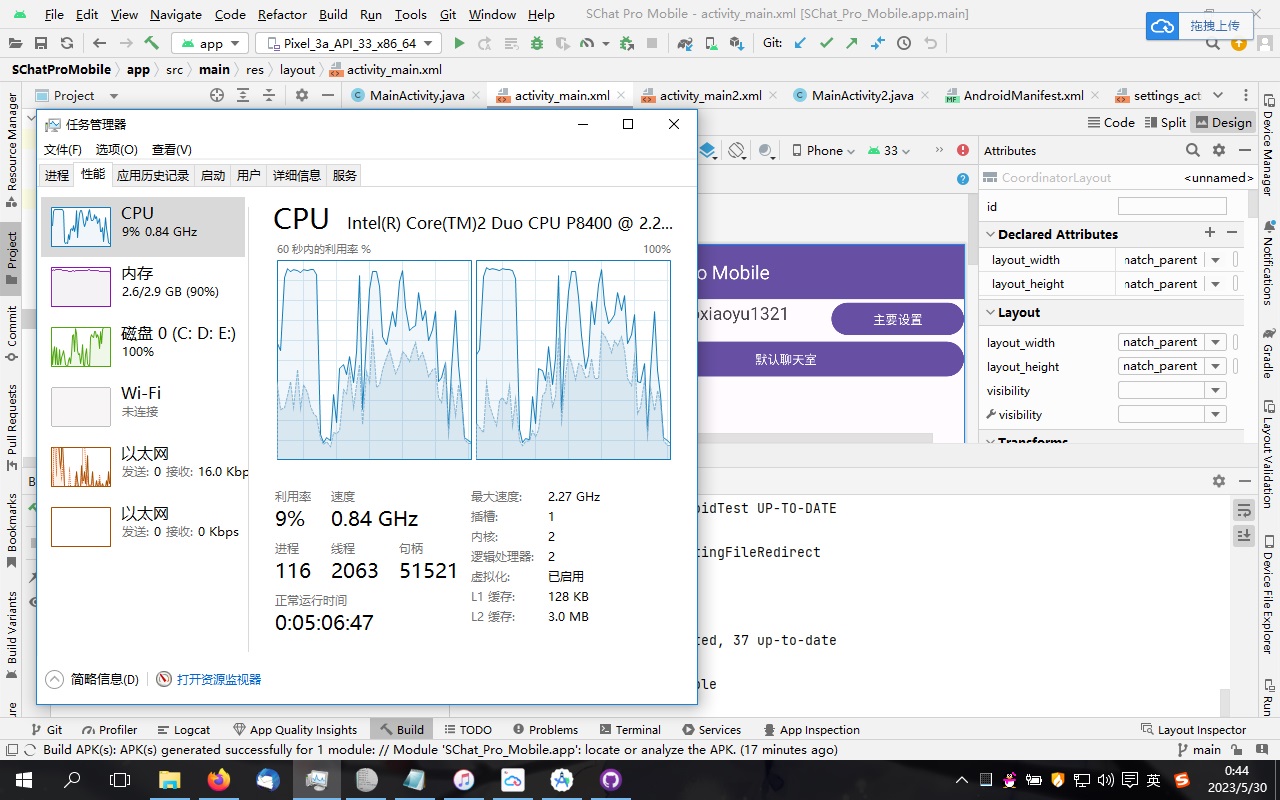 File Edit View Navigate Code Refactor Build Run Tools Git Window Help SChat Pro Mobile - activity_main.xml [SChat_Pro_Mobile.app.main]
拖拽上传
app Pixel_3a_API_33_x86_64 Git:
SChatProMobile app src main res layout activity_main.xml
Project MainActivity.java activity_main.xml activity_main2.xml MainActivity2.java AndroidManifest.xml settings_act
Code Split Design
任务管理器
文件(F) 选项(O) 查看(V)
进程 性能 应用历史记录 启动 用户 详细信息 服务
CPU
9% 0.84 GHz
内存
2.6/2.9 GB (90%)
磁盘 0 (C: D: E:)
100%
Wi-Fi
未连接
以太网
发送: 0 接收: 16.0 Kbp
以太网
发送: 0 接收: 0 Kbps
CPU Intel(R) Core(TM)2 Duo CPU P8400 @ 2.2...
60 秒内的利用率 % 100%
利用率 速度
9% 0.84 GHz
进程 线程 句柄
116 2063 51521
正常运行时间
0:05:06:47
最大速度: 2.27 GHz
插槽: 1
内核: 2
逻辑处理器: 2
虚拟化: 已启用
L1 缓存: 128 KB
L2 缓存: 3.0 MB
简略信息(D) 打开资源监视器
Phone 33
o Mobile
xiaoyu1321 主要设置
默认聊天室
Attributes
CoordinatorLayout <unnamed>
id
Declared Attributes
layout_width natch_parent
layout_height natch_parent
Layout
layout_width natch_parent
layout_height natch_parent
visibility
visibility
Transforms
oidTest UP-TO-DATE
tingFileRedirect
ted, 37 up-to-date
ole
Resource Manager
Project
Commit
Pull Requests
Bookmarks
Build Variants
Device Manager
Notifications
Gradle
Layout Validation
Device File Explorer
Run
Git Profiler Logcat App Quality Insights Build TODO Problems Terminal Services App Inspection Layout Inspector
Build APK(s): APK(s) generated successfully for 1 module: // Module 'SChat_Pro_Mobile.app': locate or analyze the APK. (17 minutes ago) main
英
0:44
2023/5/30